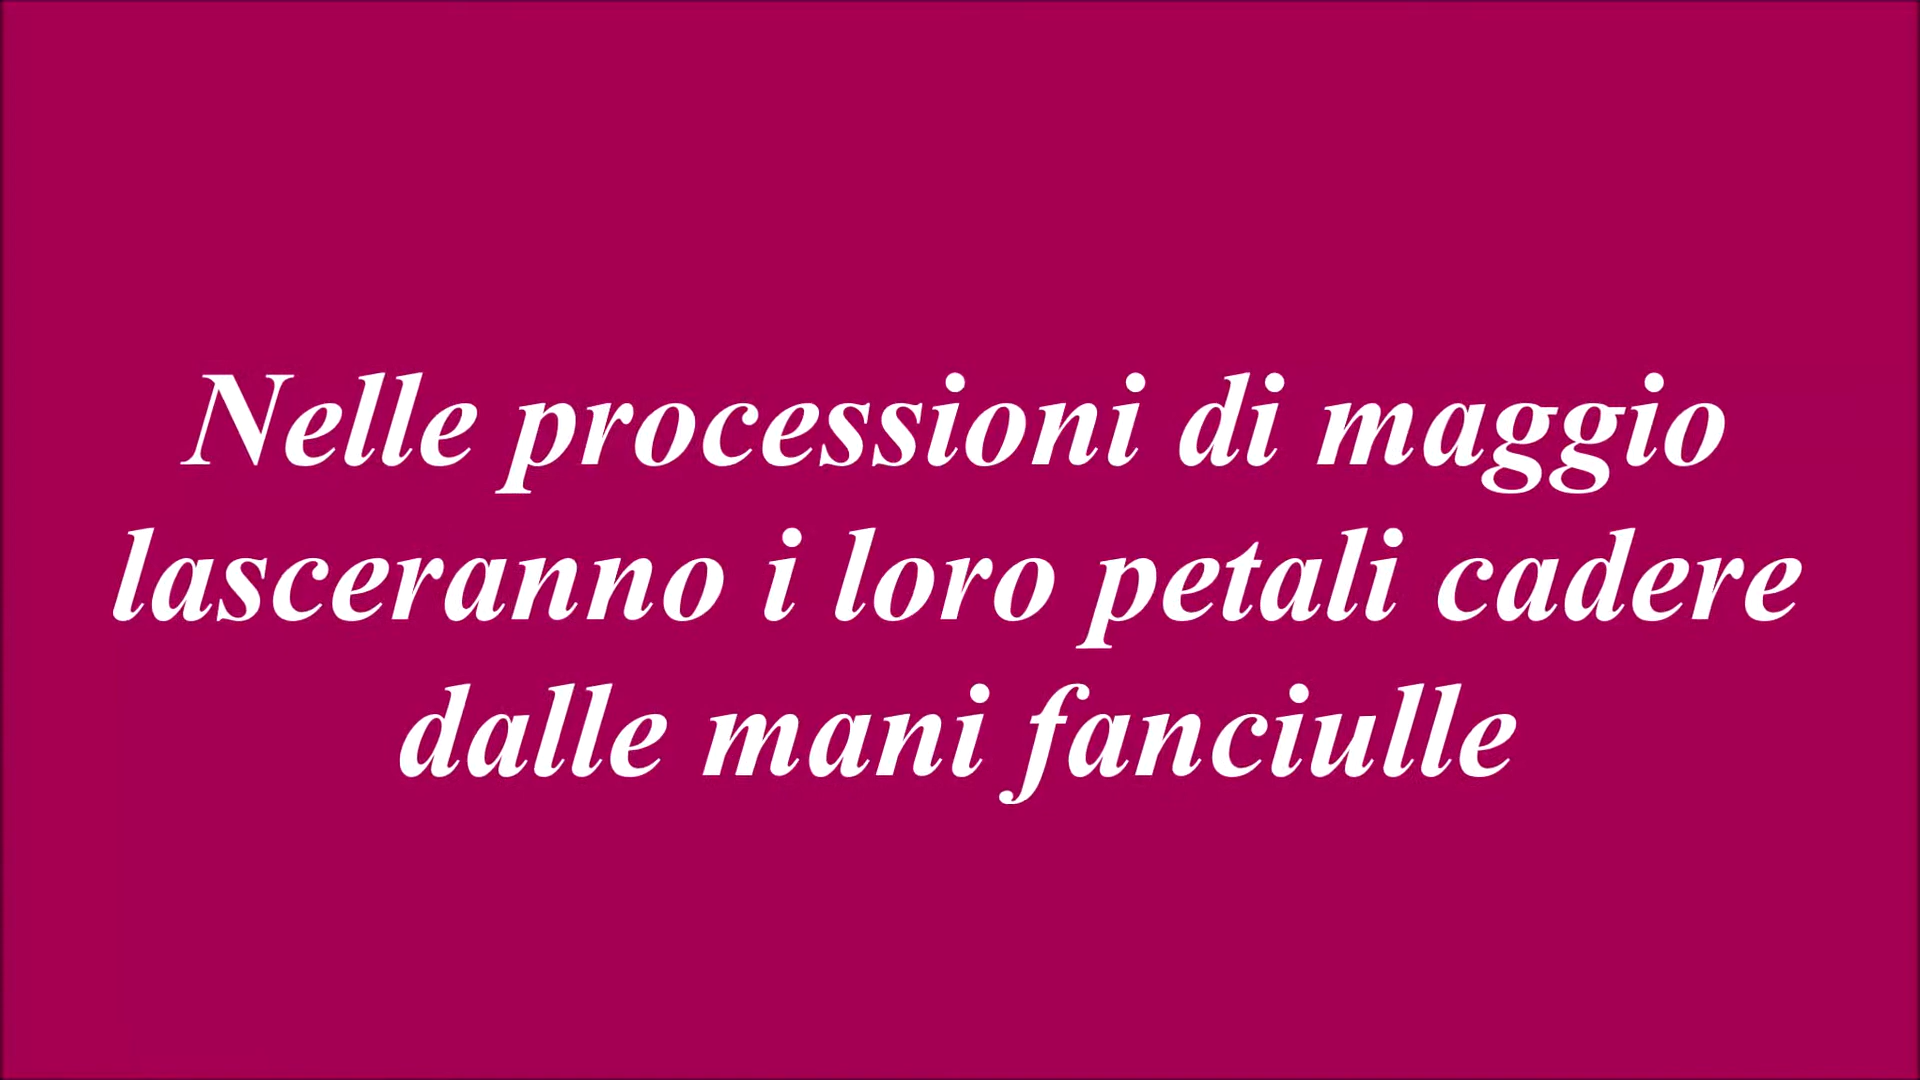 Nelle processioni di maggio
lasceranno i loro petali cadere
dalle mani fanciulle